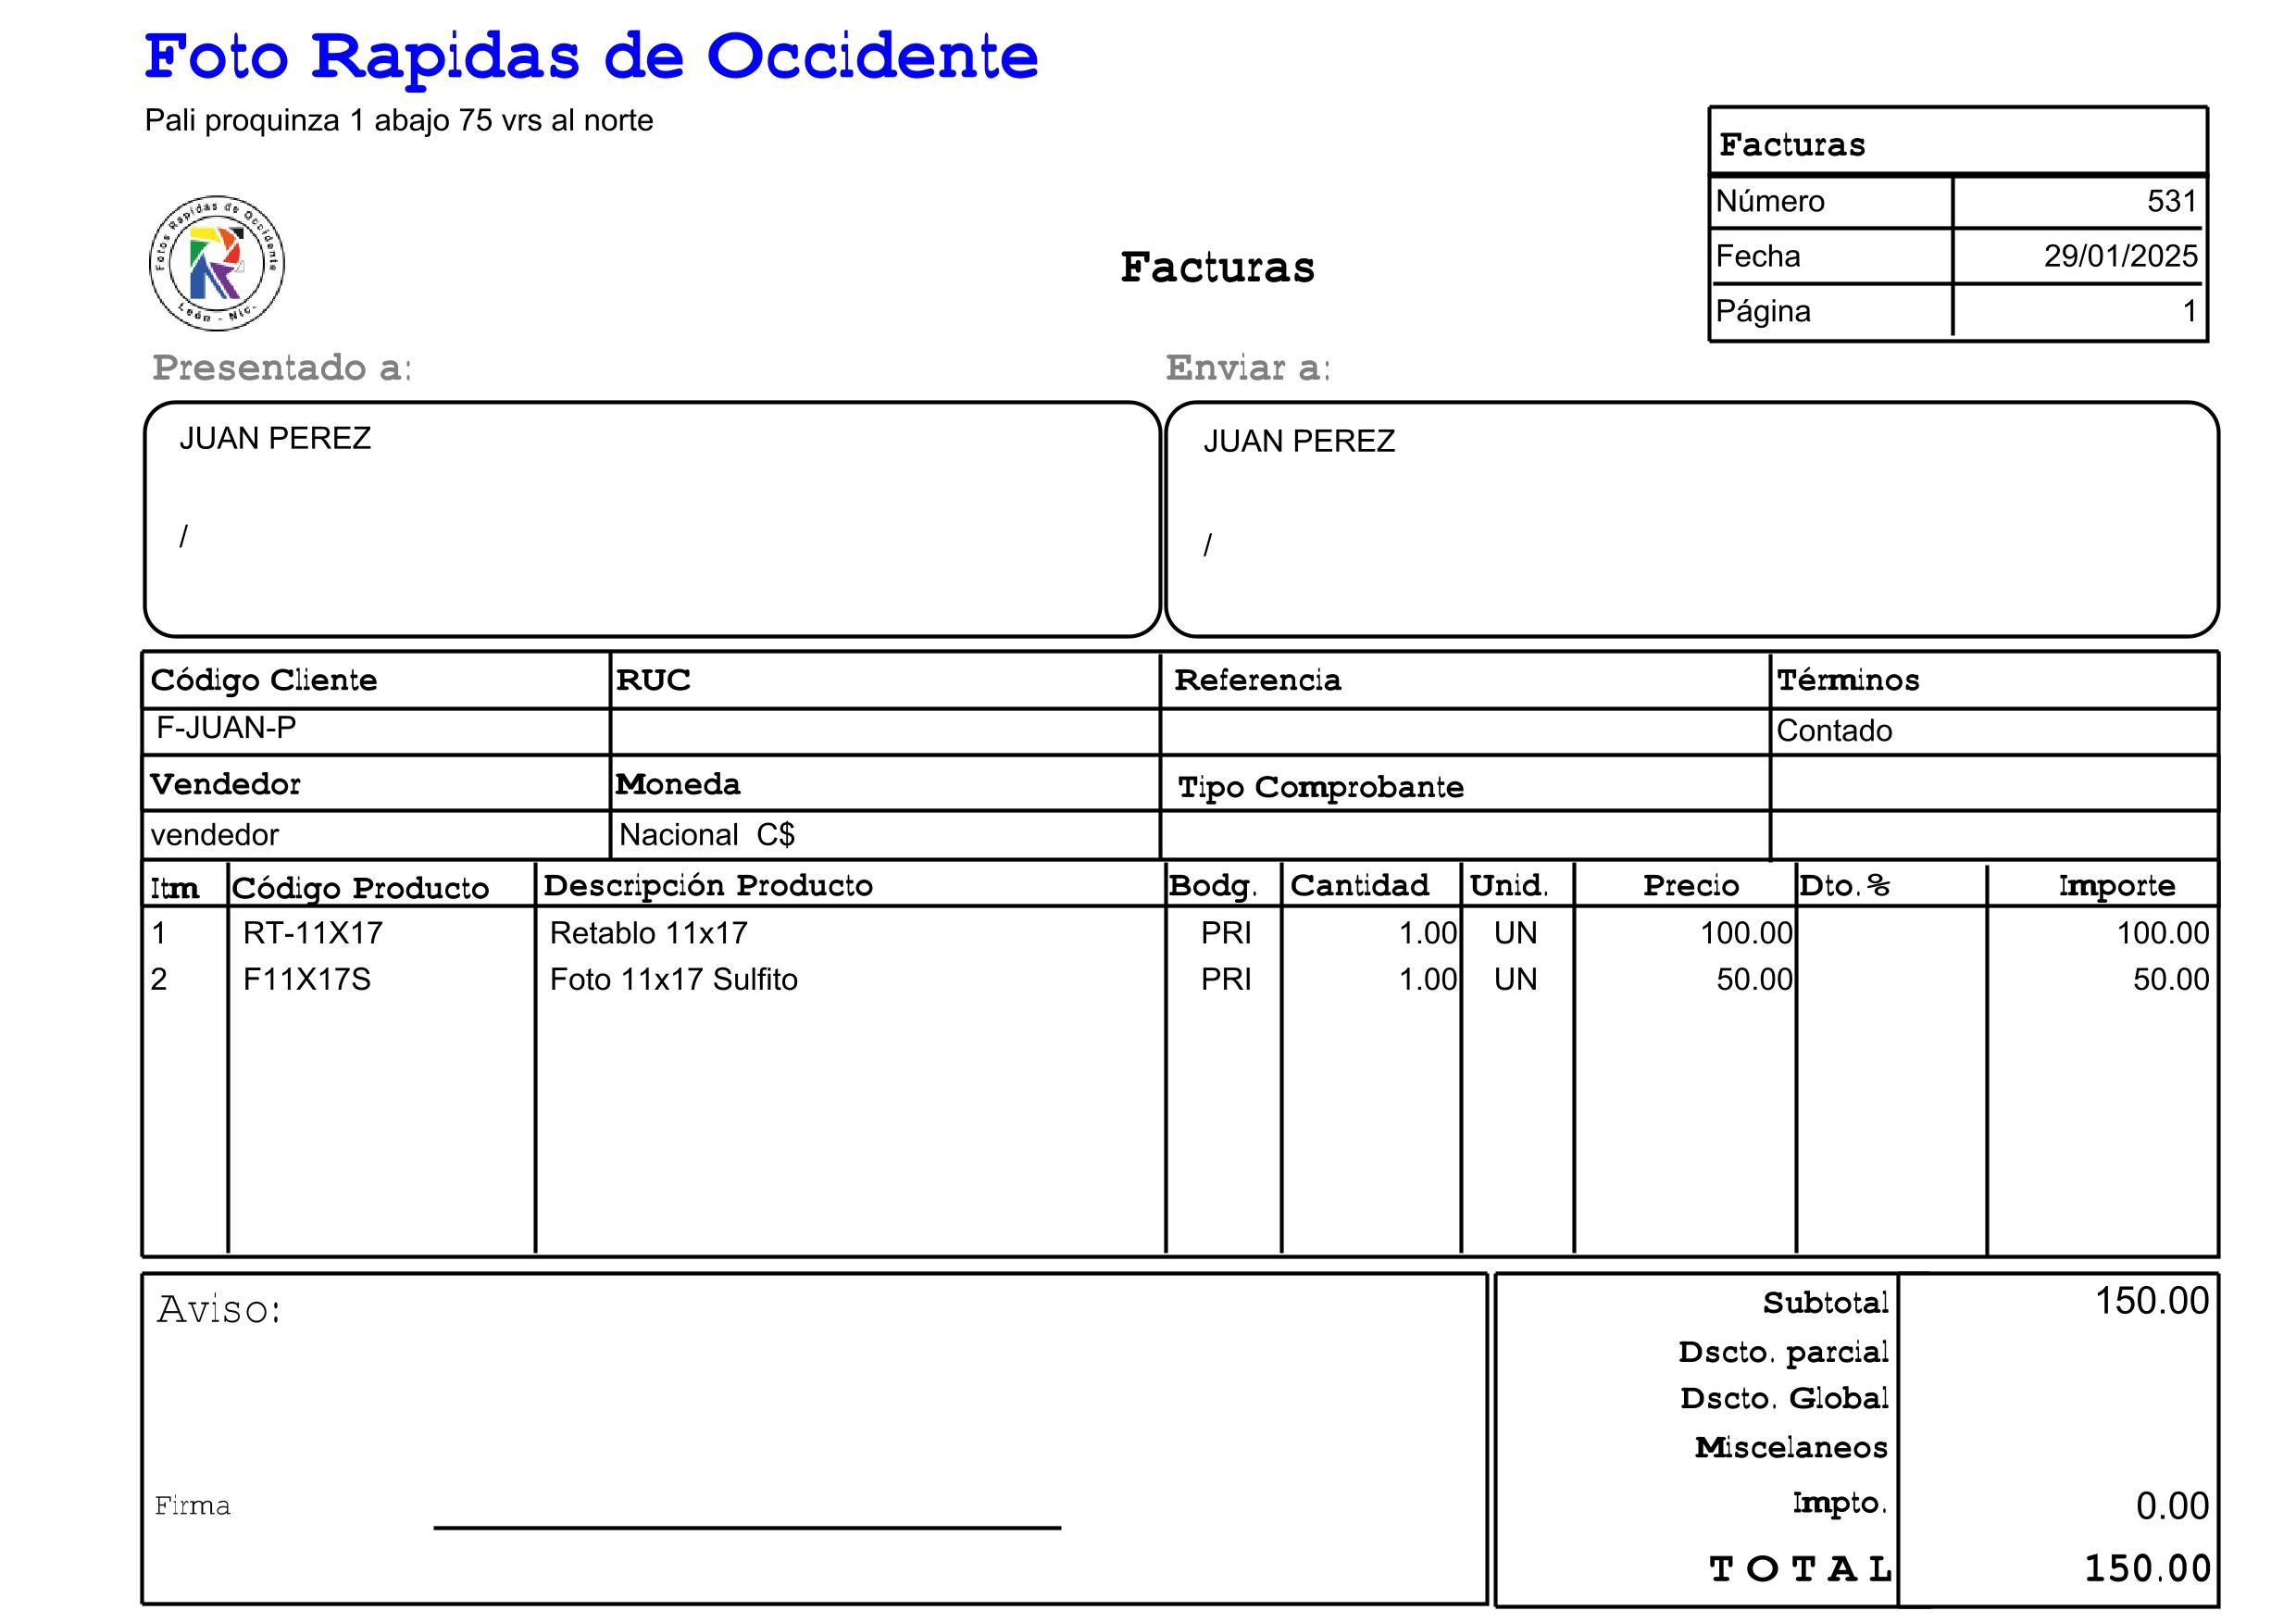 Foto Rapidas de Occidente
Pali proquinza 1 abajo 75 vrs al norte
Facturas
Número 531
Fecha 29/01/2025
Página 1
Fotos Rapidas de Occidente
León - Nic.
Facturas
Presentado a: Enviar a:
JUAN PEREZ JUAN PEREZ
/ /
Código Cliente RUC Referencia Términos
F-JUAN-P Contado
Vendedor Moneda Tipo Comprobante
vendedor Nacional C$
Itm Código Producto Descripción Producto Bodg. Cantidad Unid. Precio Dto.% Importe
1 RT-11X17 Retablo 11x17 PRI 1.00 UN 100.00 100.00
2 F11X17S Foto 11x17 Sulfito PRI 1.00 UN 50.00 50.00
Aviso:
Subtotal 150.00
Dscto. parcial
Dscto. Global
Miscelaneos
Firma
Impto. 0.00
TOTAL 150.00